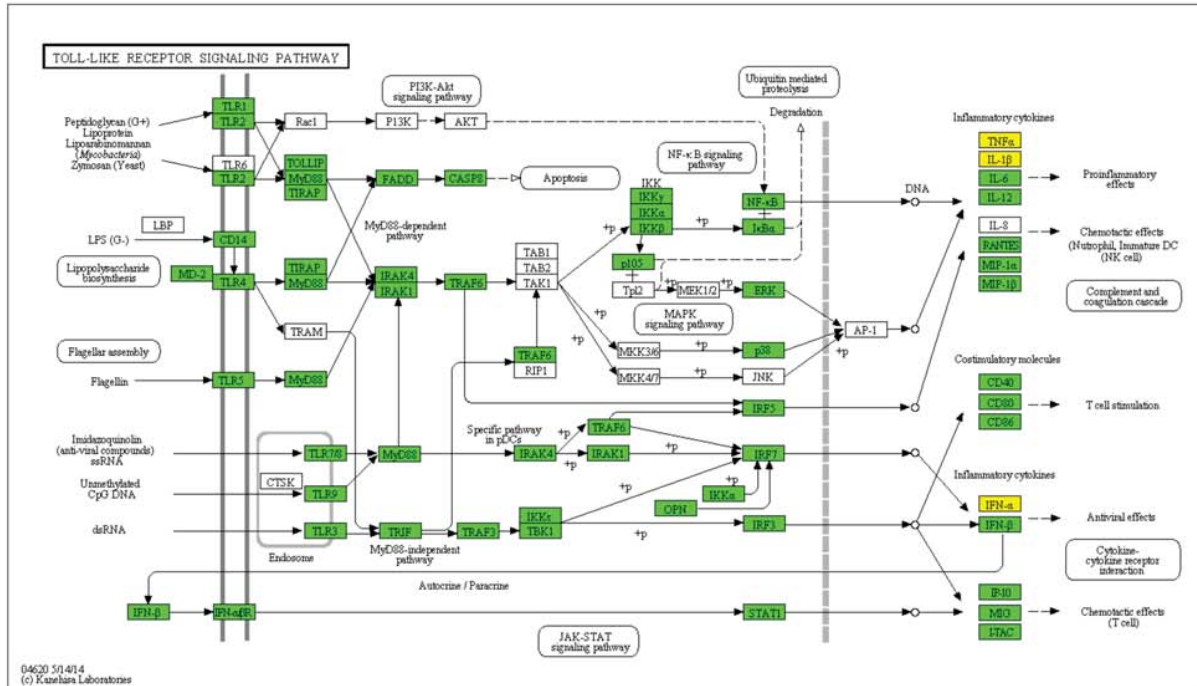 TOLL-LIKE RECEPTOR SIGNALING PATHWAY
PI3K-Akt
signaling pathway
Ubiquitin mediated
proteolysis
Degradation
Peptidoglycan (G+)
Lipoprotein
Lipoarabinomannan
(Mycobacteria)
Zymosan (Yeast)
TLR1
TLR2
Rac1
P13K
AKT
TLR6
TLR2
TOLLIP
MyD88
TIRAP
FADD
CASP8
Apoptosis
NF-κB signaling
pathway
IKK
IKKγ
IKKα
IKKβ
+p
+p
NF-κB
IκBα
DNA
Inflammatory cytokines
TNFα
IL-1β
IL-6
IL-12
Proinflammatory
effects
IL-8
RANTES
MIP-1α
MIP-1β
Chemotactic effects
(Nutrophil, Immature DC
(NK cell)
Complement and
coagulation cascade
LBP
LPS (G-)
CD14
MyD88-dependent
pathway
Lipopolysaccharide
biosynthesis
MD-2
TLR4
TIRAP
MyD88
IRAK4
IRAK1
TRAF6
TAB1
TAB2
TAK1
p105
Tpl2
+p
MEK1/2
+p
ERK
MAPK
signaling pathway
TRAM
+p
+p
MKK3/6
+p
p38
MKK4/7
+p
JNK
AP-1
+p
Flagellar assembly
Flagellin
TLR5
MyD88
TRAF6
RIP1
IRF5
Costimulatory molecules
CD40
CD80
CD86
T cell stimulation
Imidazoquinolin
(anti-viral compounds)
ssRNA
TLR7/8
MyD88
Specific pathway
in pDCs
IRAK4
+p
+p
TRAF6
IRAK1
+p
+p
IRF7
Unmethylated
CpG DNA
CTSK
TLR9
IKKα
OPN
+p
Inflammatory cytokines
IFN-α
IFN-β
Antiviral effects
dsRNA
TLR3
Endosome
TRIF
TRAF3
IKKε
TBK1
+p
IRF3
MyD88-independent
pathway
Cytokine-
cytokine receptor
interaction
Autocrine / Paracrine
IFN-β
IFN-αβR
STAT1
IP-10
MIG
I-TAC
Chemotactic effects
(T cell)
JAK-STAT
signaling pathway
04620 5/14/14
(c) Kanehisa Laboratories